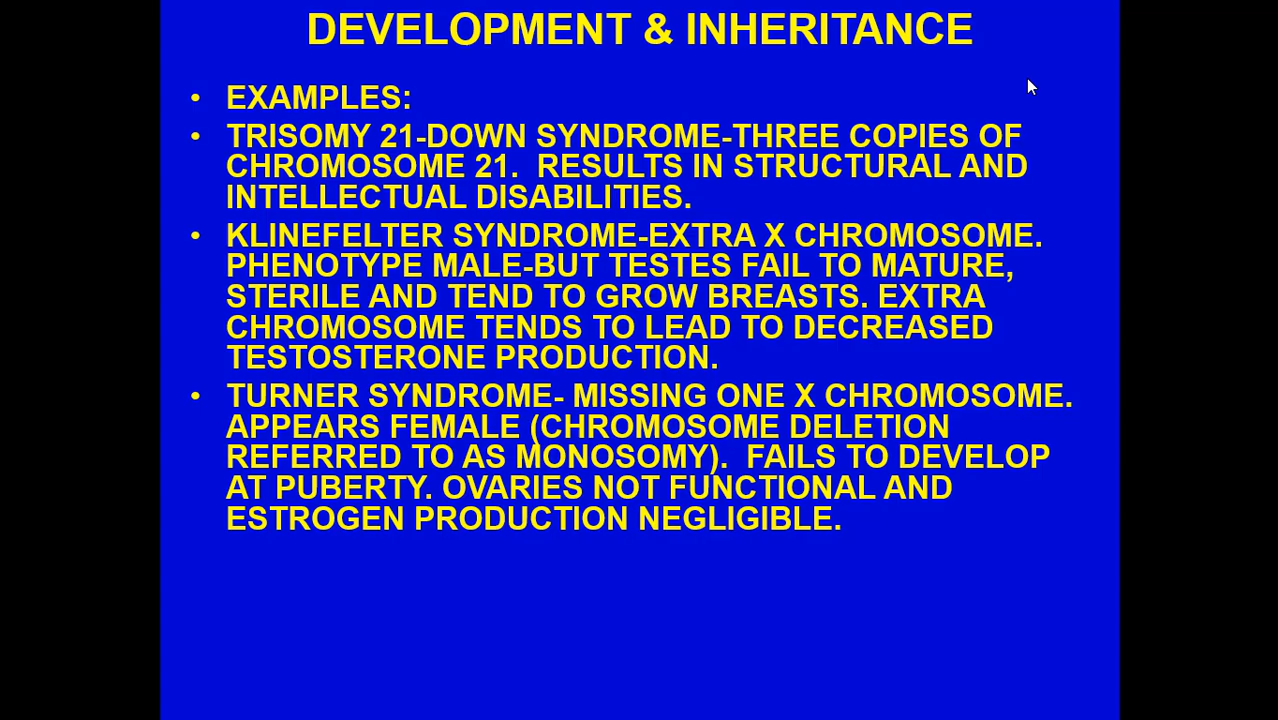 DEVELOPMENT & INHERITANCE
• EXAMPLES:
• TRISOMY 21-DOWN SYNDROME-THREE COPIES OF
CHROMOSOME 21.  RESULTS IN STRUCTURAL AND
INTELLECTUAL DISABILITIES.
• KLINEFELTER SYNDROME-EXTRA X CHROMOSOME.
PHENOTYPE MALE-BUT TESTES FAIL TO MATURE,
STERILE AND TEND TO GROW BREASTS. EXTRA
CHROMOSOME TENDS TO LEAD TO DECREASED
TESTOSTERONE PRODUCTION.
• TURNER SYNDROME- MISSING ONE X CHROMOSOME.
APPEARS FEMALE (CHROMOSOME DELETION
REFERRED TO AS MONOSOMY).  FAILS TO DEVELOP
AT PUBERTY. OVARIES NOT FUNCTIONAL AND
ESTROGEN PRODUCTION NEGLIGIBLE.